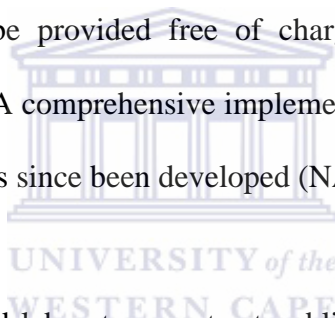 be provided free of char
A comprehensive impleme
s since been developed (NA
UNIVERSITY of the
WESTERN CAPE